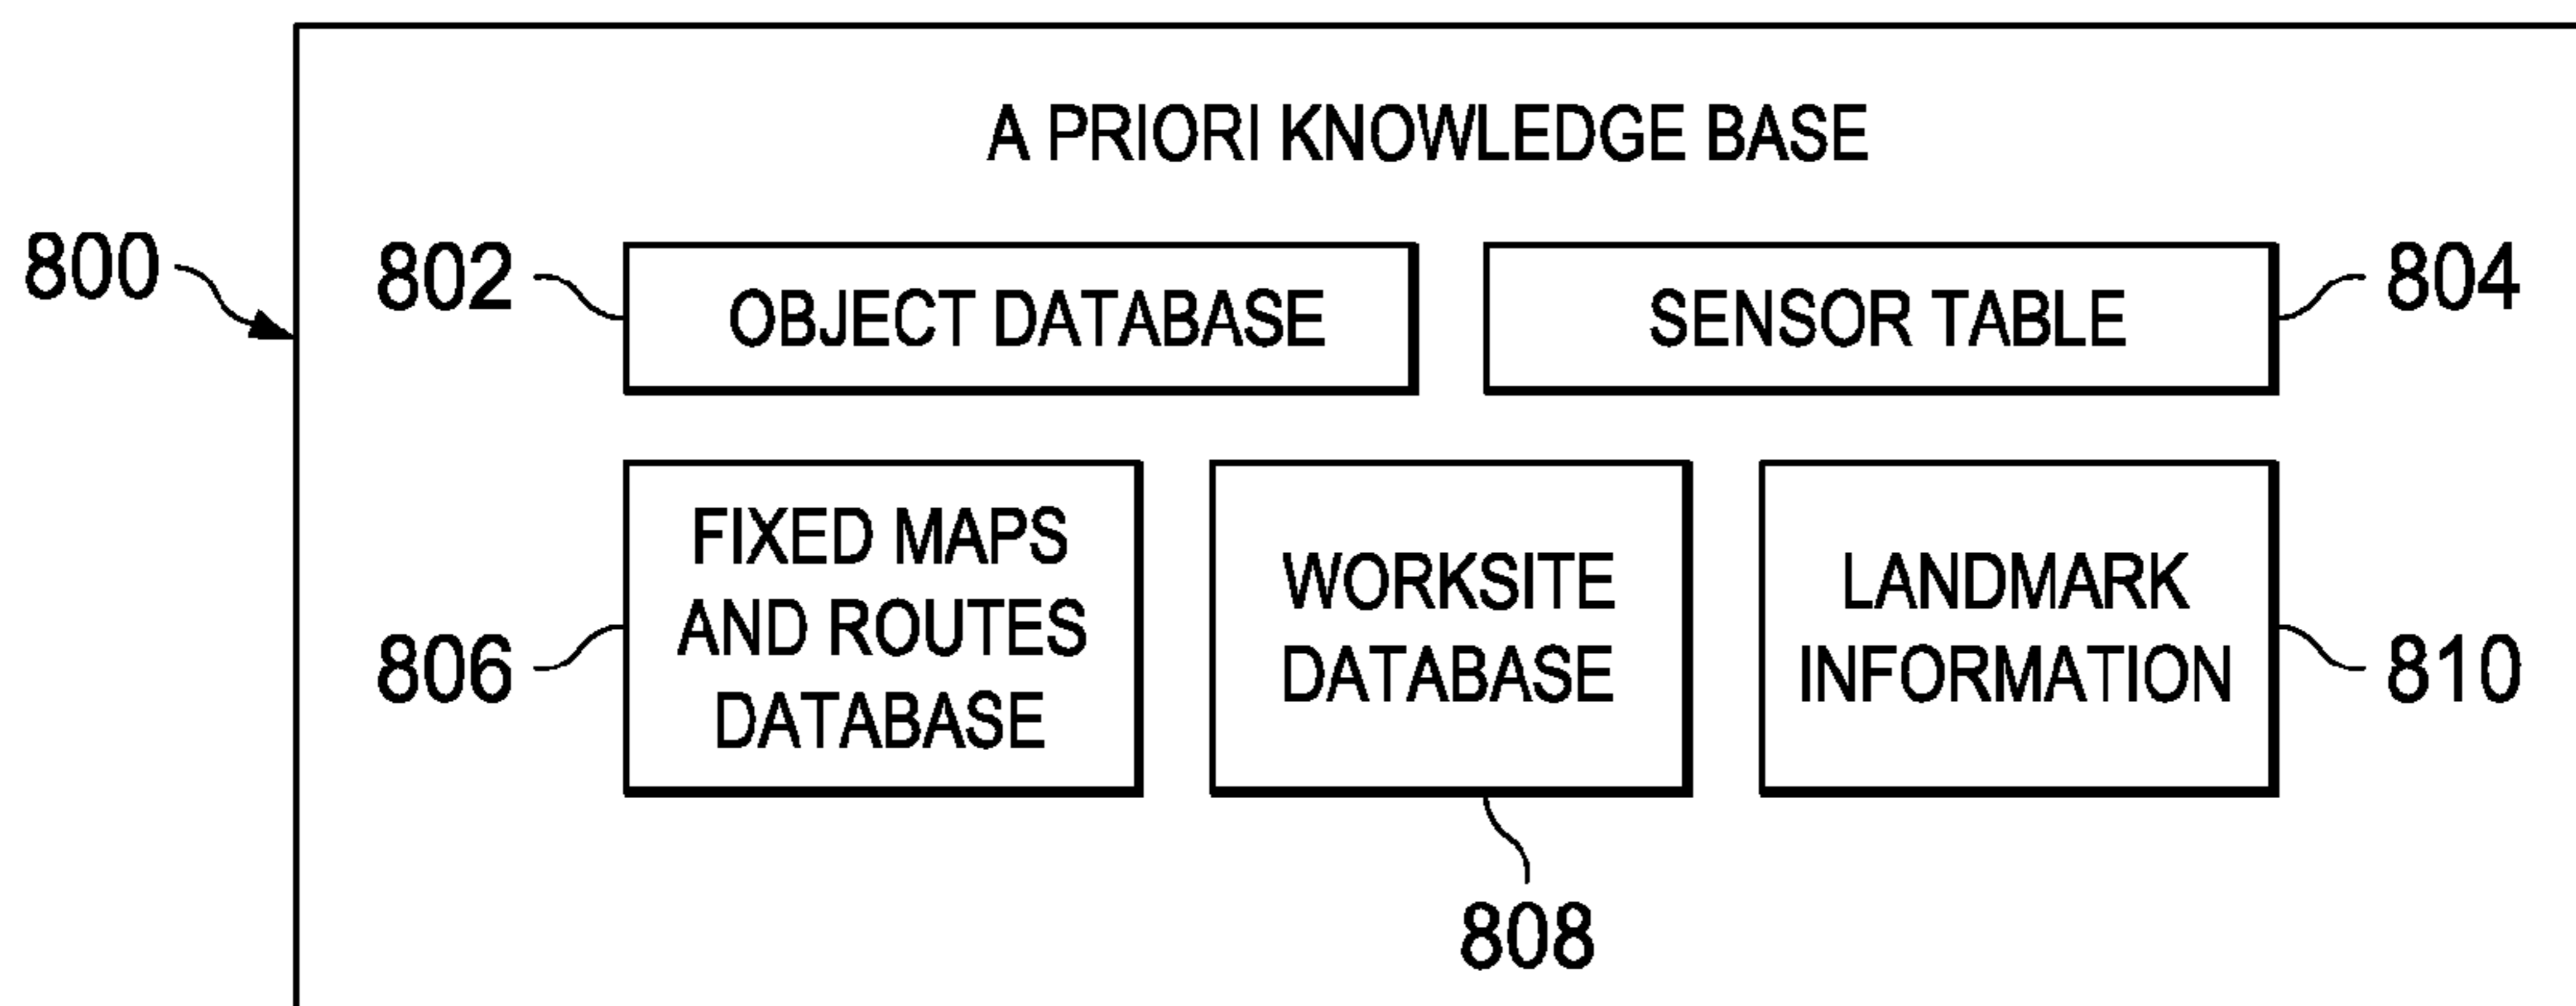 A PRIORI KNOWLEDGE BASE
800
802
OBJECT DATABASE
SENSOR TABLE
804
806
FIXED MAPS
AND ROUTES
DATABASE
WORKSITE
DATABASE
LANDMARK
INFORMATION
810
808